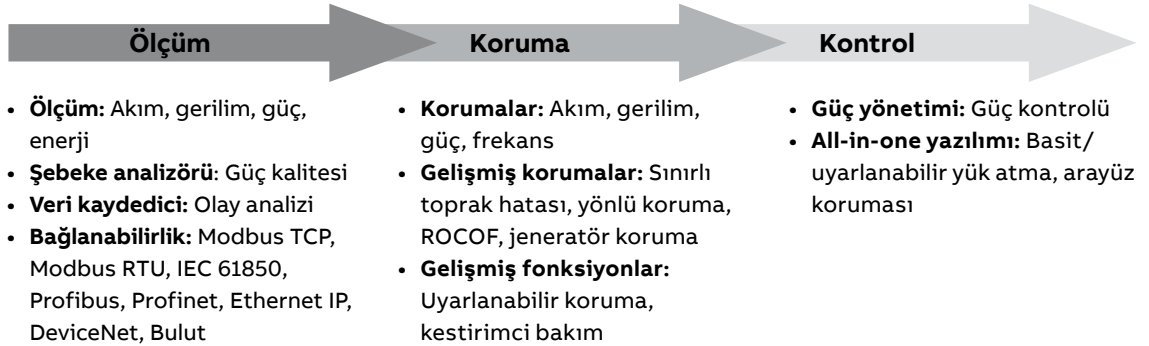 Ölçüm
• Ölçüm: Akım, gerilim, güç,
enerji
• Şebeke analizörü: Güç kalitesi
• Veri kaydedici: Olay analizi
• Bağlanabilirlik: Modbus TCP,
Modbus RTU, IEC 61850,
Profibus, Profinet, Ethernet IP,
DeviceNet, Bulut
Koruma
• Korumalar: Akım, gerilim,
güç, frekans
• Gelişmiş korumalar: Sınırlı
toprak hatası, yönlü koruma,
ROCOF, jeneratör koruma
• Gelişmiş fonksiyonlar:
Uyarlanabilir koruma,
kestirimci bakım
Kontrol
• Güç yönetimi: Güç kontrolü
• All-in-one yazılımı: Basit/
uyarlanabilir yük atma, arayüz
koruması